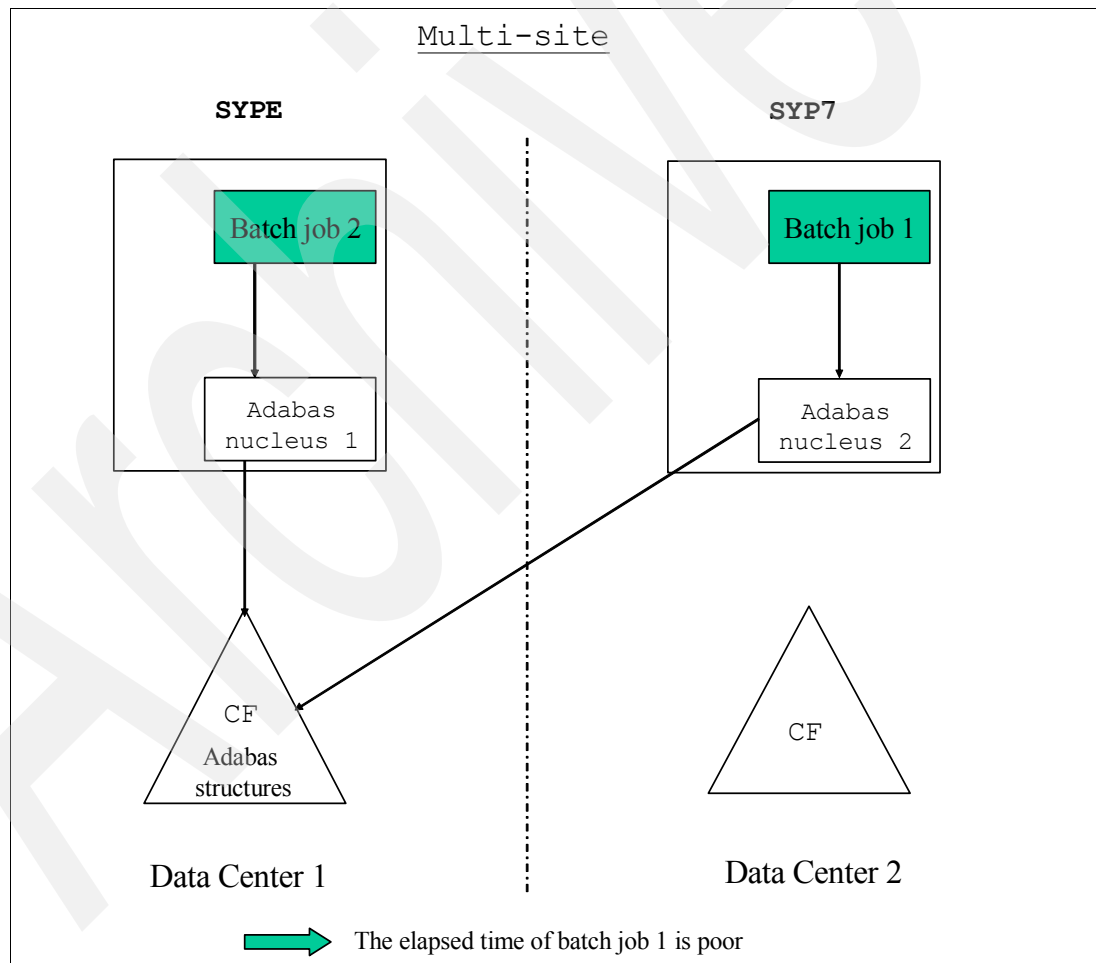 Multi-site
SYPE
SYP7
Batch job 2
Batch job 1
Adabas
nucleus 1
Adabas
nucleus 2
CF
Adabas
structures
CF
Data Center 1
Data Center 2
The elapsed time of batch job 1 is poor